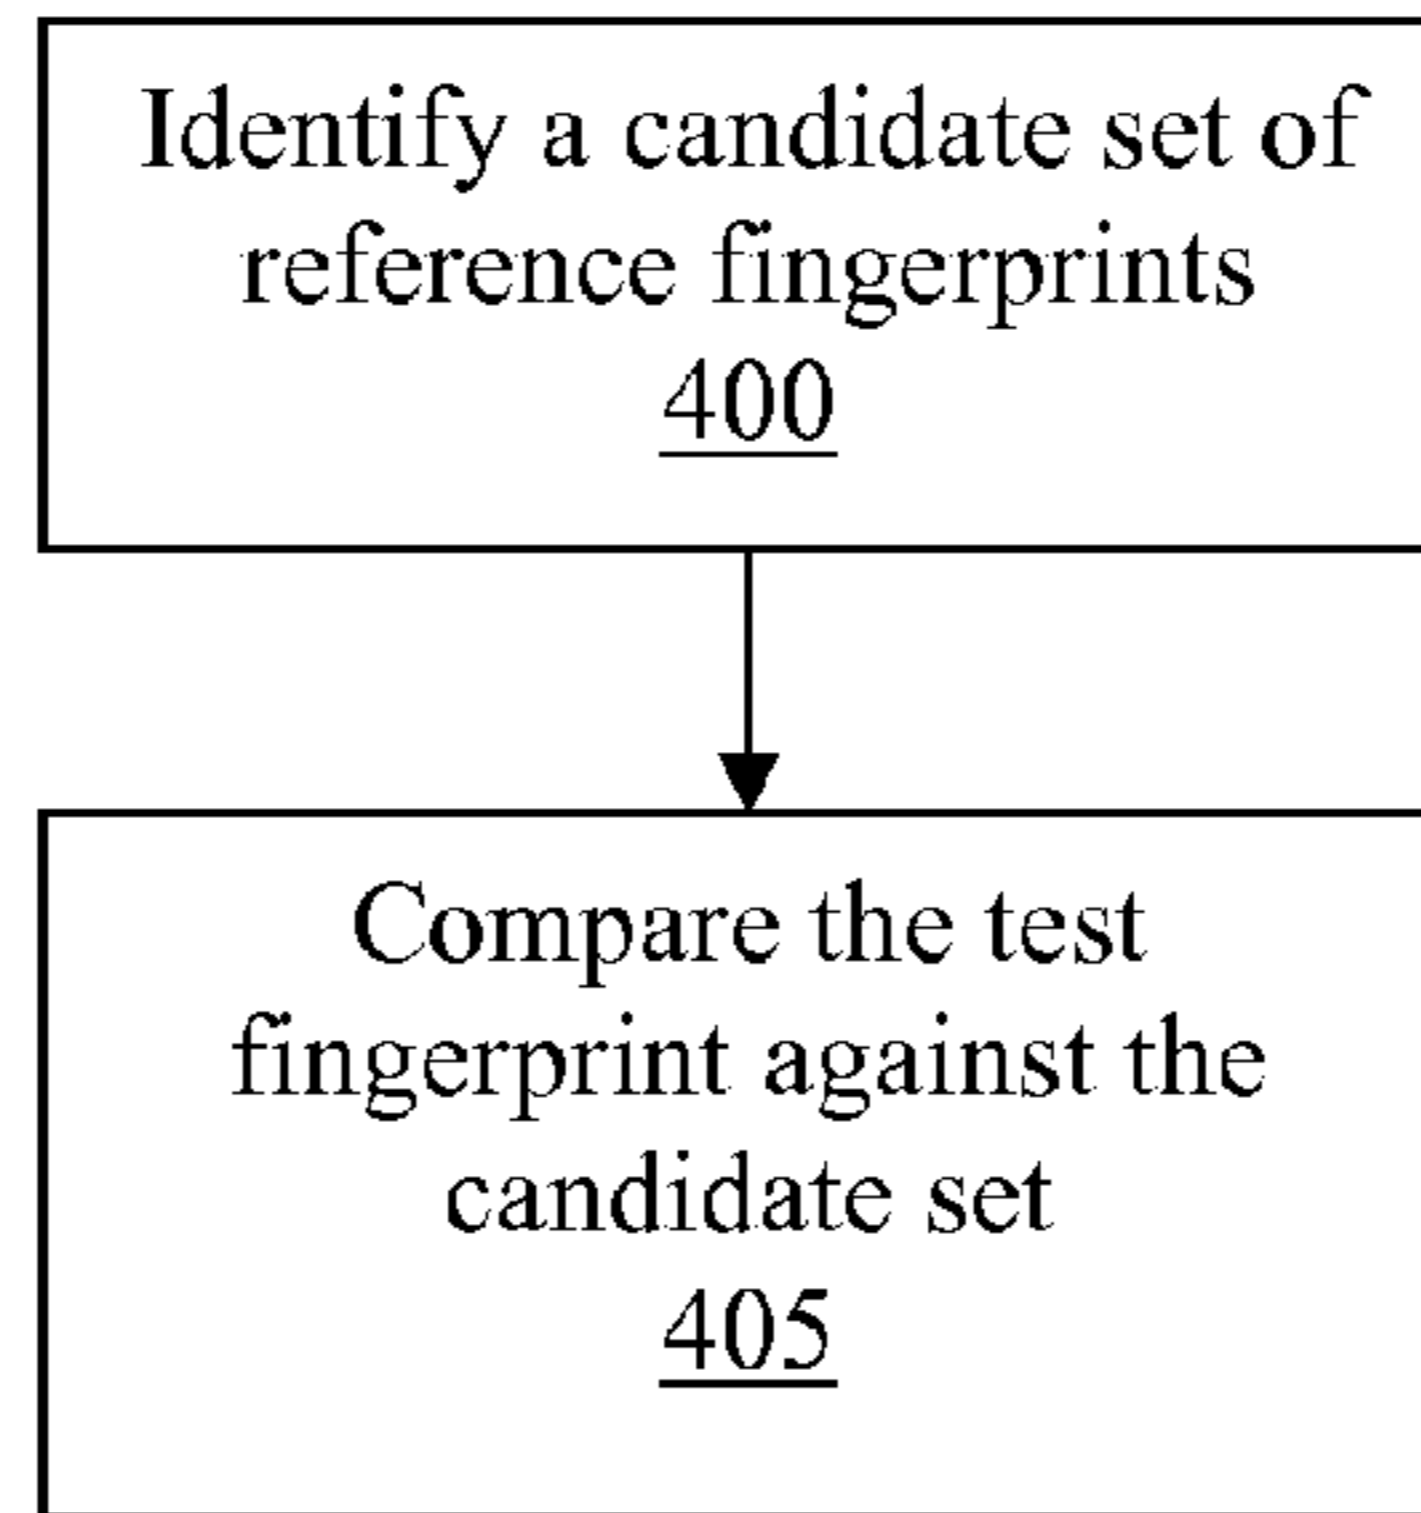 Identify a candidate set of
reference fingerprints
400
Compare the test
fingerprint against the
candidate set
405